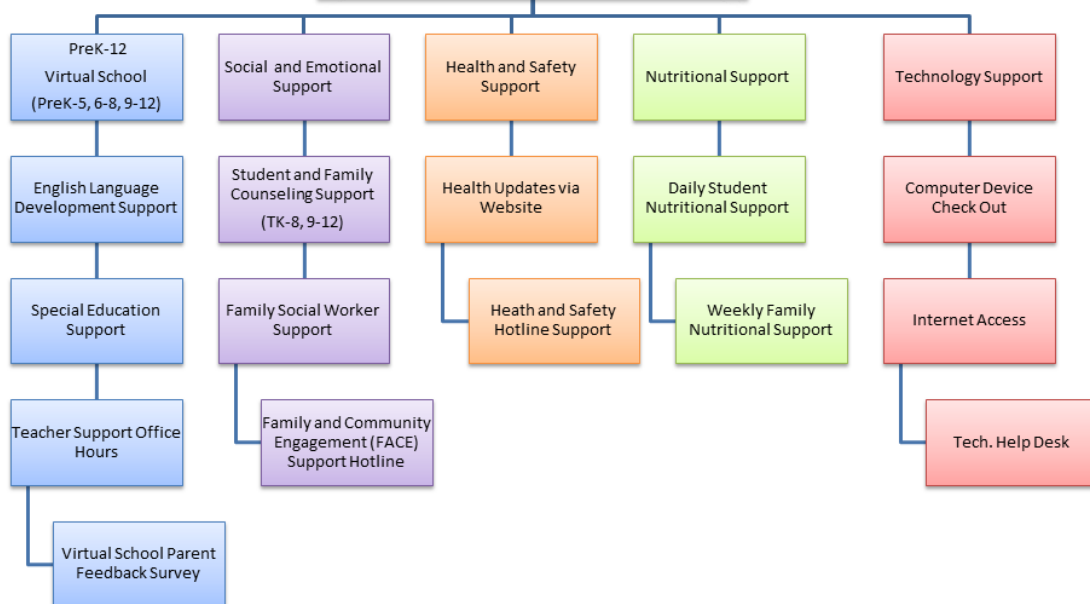 PreK-12
Virtual School
(PreK-5, 6-8, 9-12)
English Language
Development Support
Special Education
Support
Teacher Support Office
Hours
Virtual School Parent
Feedback Survey
Social and Emotional
Support
Student and Family
Counseling Support
(TK-8, 9-12)
Family Social Worker
Support
Family and Community
Engagement (FACE)
Support Hotline
Health and Safety
Support
Health Updates via
Website
Heath and Safety
Hotline Support
Nutritional Support
Daily Student
Nutritional Support
Weekly Family
Nutritional Support
Technology Support
Computer Device
Check Out
Internet Access
Tech. Help Desk